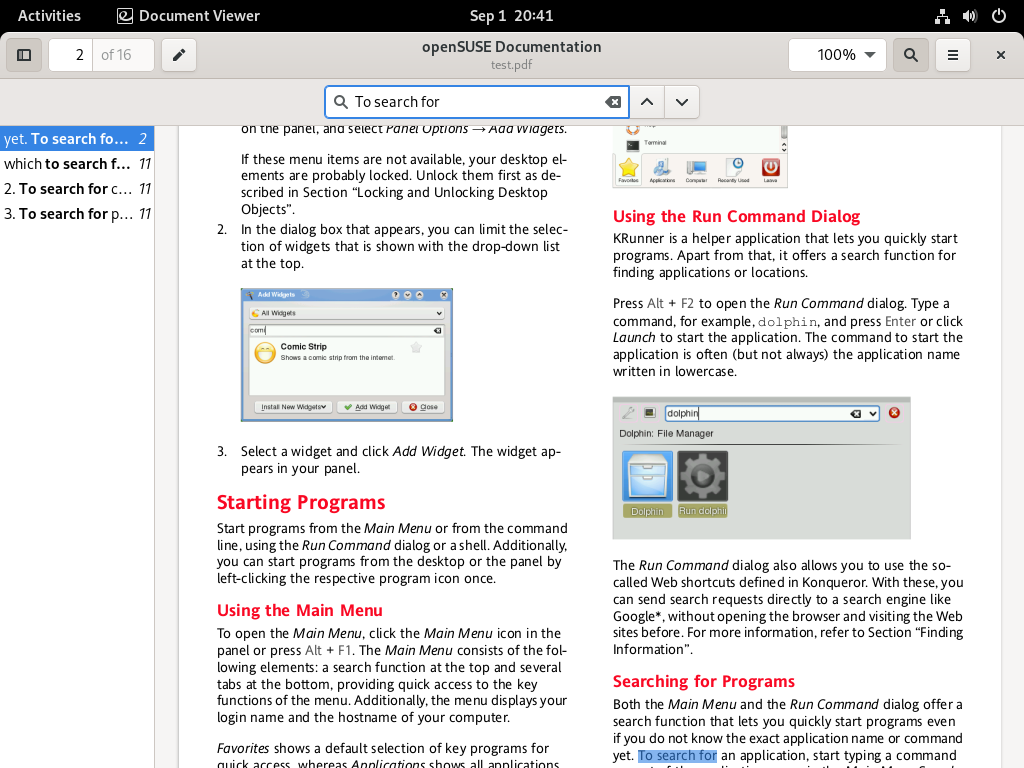 Activities
Document Viewer
Sep 1 20:41
2 of 16
openSUSE Documentation
test.pdf
100%
To search for
yet. To search fo... 2
which to search f... 11
2. To search for c... 11
3. To search for p... 11
on the panel, and select Panel Options → Add Widgets.
If these menu items are not available, your desktop el-
ements are probably locked. Unlock them first as de-
scribed in Section “Locking and Unlocking Desktop
Objects”.
2. In the dialog box that appears, you can limit the selec-
tion of widgets that is shown with the drop-down list
at the top.
Add Widgets
All Widgets
comi
Comic Strip
Shows a comic strip from the internet.
Install New Widgets
Add Widget
Close
3. Select a widget and click Add Widget. The widget ap-
pears in your panel.
Starting Programs
Start programs from the Main Menu or from the command
line, using the Run Command dialog or a shell. Additionally,
you can start programs from the desktop or the panel by
left-clicking the respective program icon once.
Using the Main Menu
To open the Main Menu, click the Main Menu icon in the
panel or press Alt + F1. The Main Menu consists of the fol-
lowing elements: a search function at the top and several
tabs at the bottom, providing quick access to the key
functions of the menu. Additionally, the menu displays your
login name and the hostname of your computer.
Favorites shows a default selection of key programs for
quick access, whereas Applications shows all applications
Terminal
Favorites
Applications
Computer
Recently Used
Leave
Using the Run Command Dialog
KRunner is a helper application that lets you quickly start
programs. Apart from that, it offers a search function for
finding applications or locations.
Press Alt + F2 to open the Run Command dialog. Type a
command, for example, dolphin, and press Enter or click
Launch to start the application. The command to start the
application is often (but not always) the application name
written in lowercase.
dolphin
Dolphin: File Manager
Dolphin
Run dolphin
The Run Command dialog also allows you to use the so-
called Web shortcuts defined in Konqueror. With these, you
can send search requests directly to a search engine like
Google*, without opening the browser and visiting the Web
sites before. For more information, refer to Section “Finding
Information”.
Searching for Programs
Both the Main Menu and the Run Command dialog offer a
search function that lets you quickly start programs even
if you do not know the exact application name or command
yet. To search for an application, start typing a command